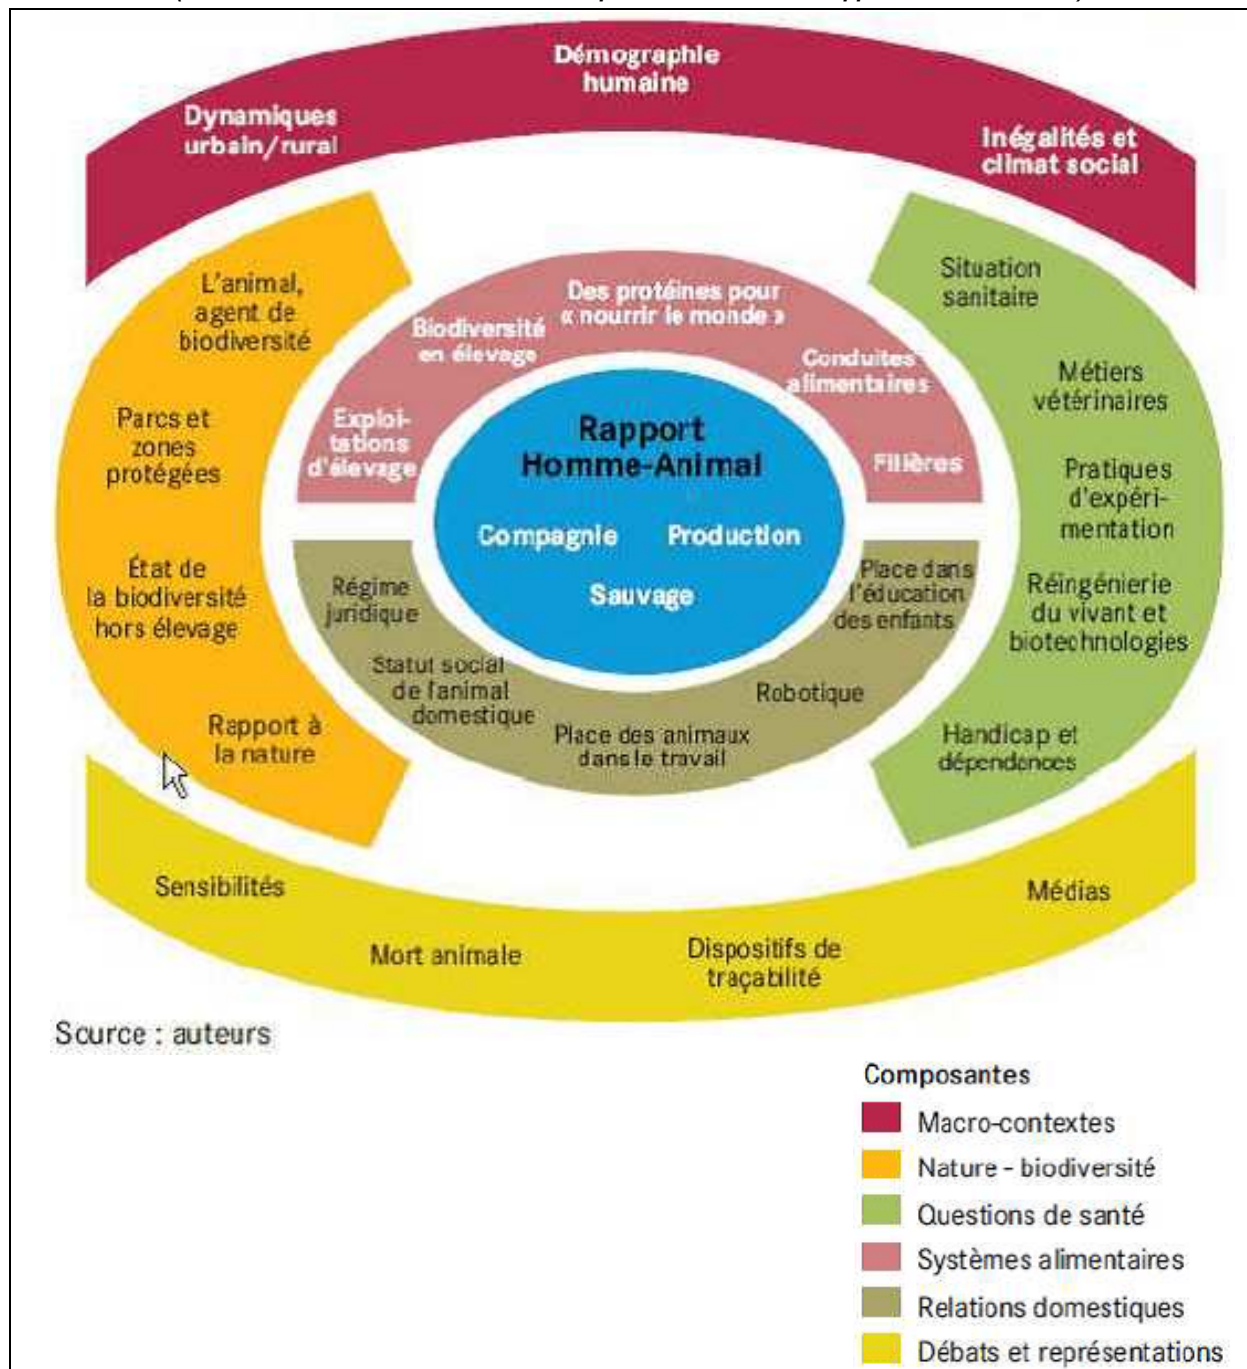 Démographie
humaine
Dynamiques
urbain/rural
Inégalités et
climat social
L'animal,
agent de
biodiversité
Parcs et
zones
protégées
État de
la biodiversité
hors élevage
Rapport à
la nature
Des protéines pour
« nourrir le monde »
Biodiversité
en élevage
Conduites
alimentaires
Exploi-
tations
d'élevage
Filières
Rapport
Homme-Animal
Compagnie
Production
Sauvage
Régime
juridique
Statut social
de l'animal
domestique
Place des animaux
dans le travail
Robotique
Place dans
l'éducation
des enfants
Situation
sanitaire
Métiers
vétérinaires
Pratiques
d'expéri-
mentation
Réingénierie
du vivant et
biotechnologies
Handicap et
dépendences
Sensibilités
Mort animale
Dispositifs de
traçabilité
Médias
Source : auteurs
Composantes
Macro-contextes
Nature - biodiversité
Questions de santé
Systèmes alimentaires
Relations domestiques
Débats et représentations